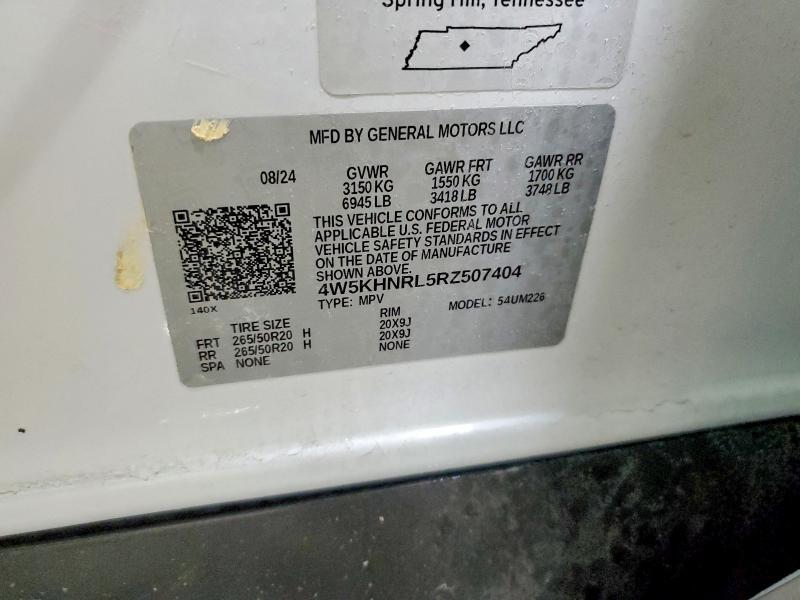 Spring Hill, Tennessee
MFD BY GENERAL MOTORS LLC
08/24 GVWR GAWR FRT GAWR RR
3150 KG 1550 KG 1700 KG
6945 LB 3418 LB 3748 LB
THIS VEHICLE CONFORMS TO ALL
APPLICABLE U.S. FEDERAL MOTOR
VEHICLE SAFETY STANDARDS IN EFFECT
ON THE DATE OF MANUFACTURE
SHOWN ABOVE.
4W5KHNRL5RZ507404
TYPE: MPV MODEL: 54UM226
140X
TIRE SIZE RIM
FRT 265/50R20 H 20X9J
RR 265/50R20 H 20X9J
SPA NONE NONE